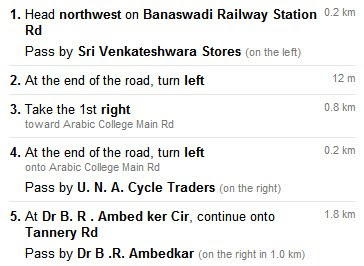 1. Head northwest on Banaswadi Railway Station 0.2 km
Rd
Pass by Sri Venkateshwara Stores (on the left)
2. At the end of the road, turn left 12 m
3. Take the 1st right 0.8 km
toward Arabic College Main Rd
4. At the end of the road, turn left 0.2 km
onto Arabic College Main Rd
Pass by U. N. A. Cycle Traders (on the right)
5. At Dr B. R . Ambed ker Cir, continue onto 1.8 km
Tannery Rd
Pass by Dr B .R. Ambedkar (on the right in 1.0 km)